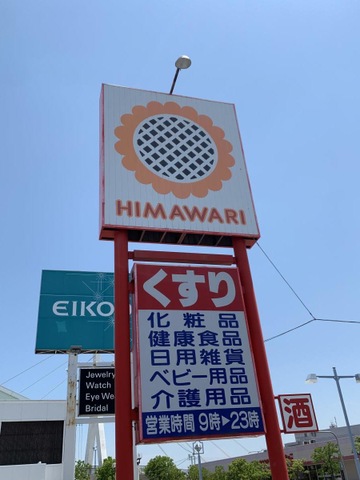 HIMAWARI
くすり
化粧品
健康食品
日用雑貨
ベビー用品
介護用品
営業時間 9時▶23時
EIKO
Jewelry
Watch
Eye We
Bridal
酒